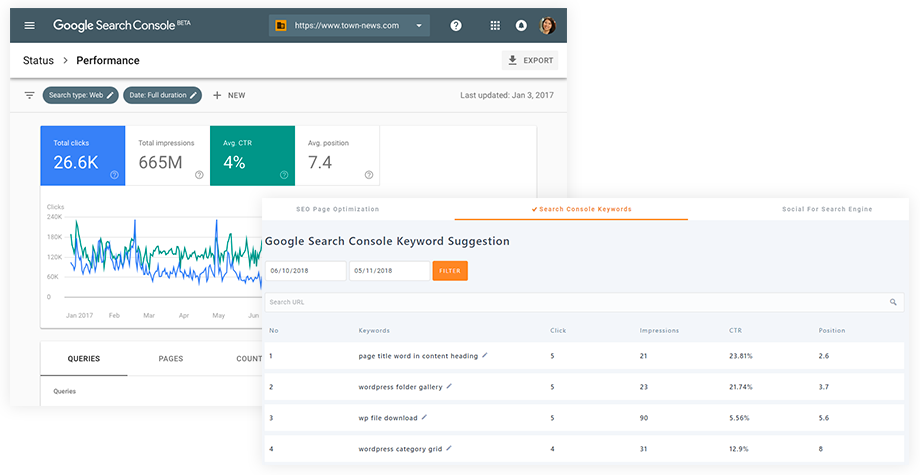 Google Search Console BETA
https://www.town-news.com
Status > Performance
EXPORT
Search type: Web
Date: Full duration
+ NEW
Last updated: Jan 3, 2017
Total clicks
26.6K
Total impressions
665M
Avg. CTR
4%
Avg. position
7.4
Clicks
240K
180K
120K
60K
0
Jan 2017 Feb Mar Apr May Jun
QUERIES PAGES COUNT
Queries
SEO Page Optimization
Search Console Keywords
Social For Search Engine
Google Search Console Keyword Suggestion
06/10/2018
05/11/2018
FILTER
Search URL
No Keywords Click Impressions CTR Position
1 page title word in content heading 5 21 23.81% 2.6
2 wordpress folder gallery 5 23 21.74% 3.7
3 wp file download 5 90 5.56% 5.6
4 wordpress category grid 4 31 12.9% 8